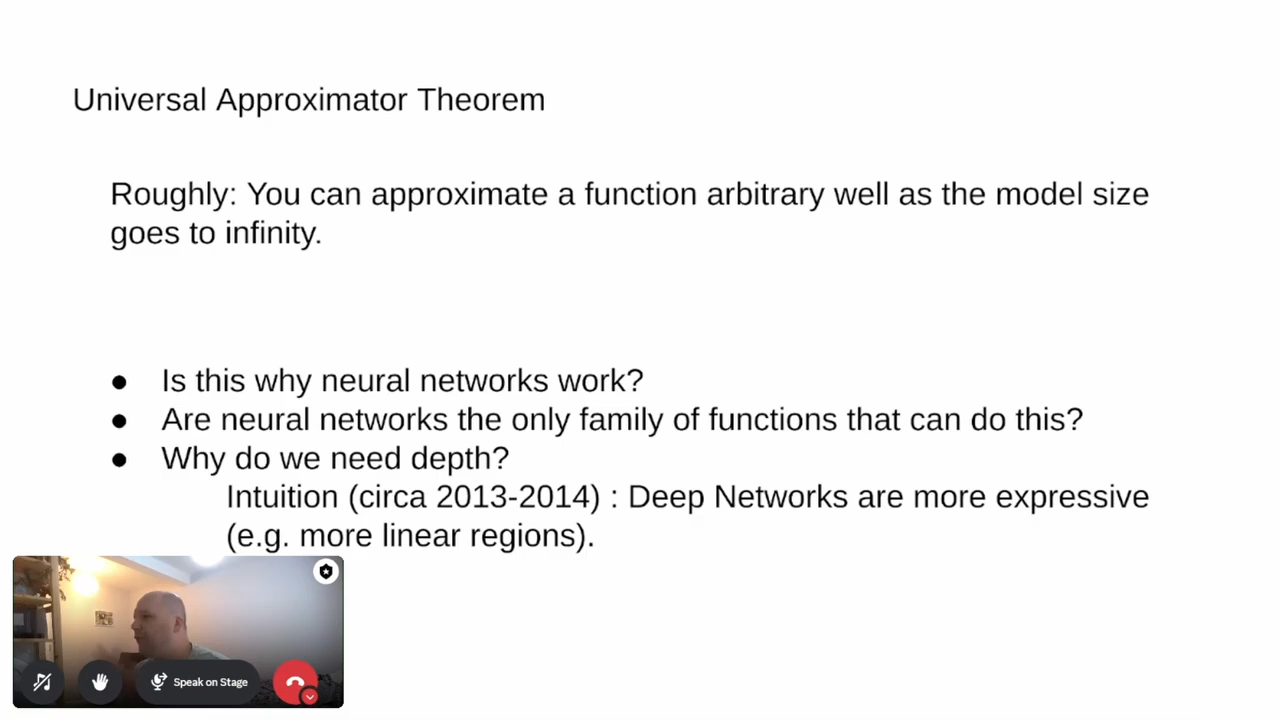 Universal Approximator Theorem
Roughly: You can approximate a function arbitrary well as the model size
goes to infinity.
● Is this why neural networks work?
● Are neural networks the only family of functions that can do this?
● Why do we need depth?
Intuition (circa 2013-2014) : Deep Networks are more expressive
(e.g. more linear regions).
Speak on Stage